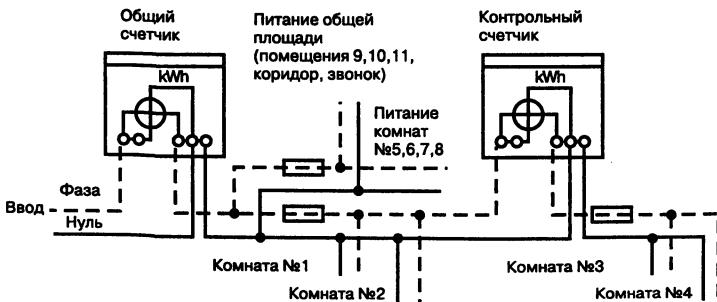 Общий
счетчик
Питание общей
площади
(помещения 9,10,11,
коридор, звонок)
Контрольный
счетчик
kWh
kWh
Питание
комнат
№5,6,7,8
Фаза
Ввод
Нуль
Комната №1
Комната №3
Комната №2
Комната №4